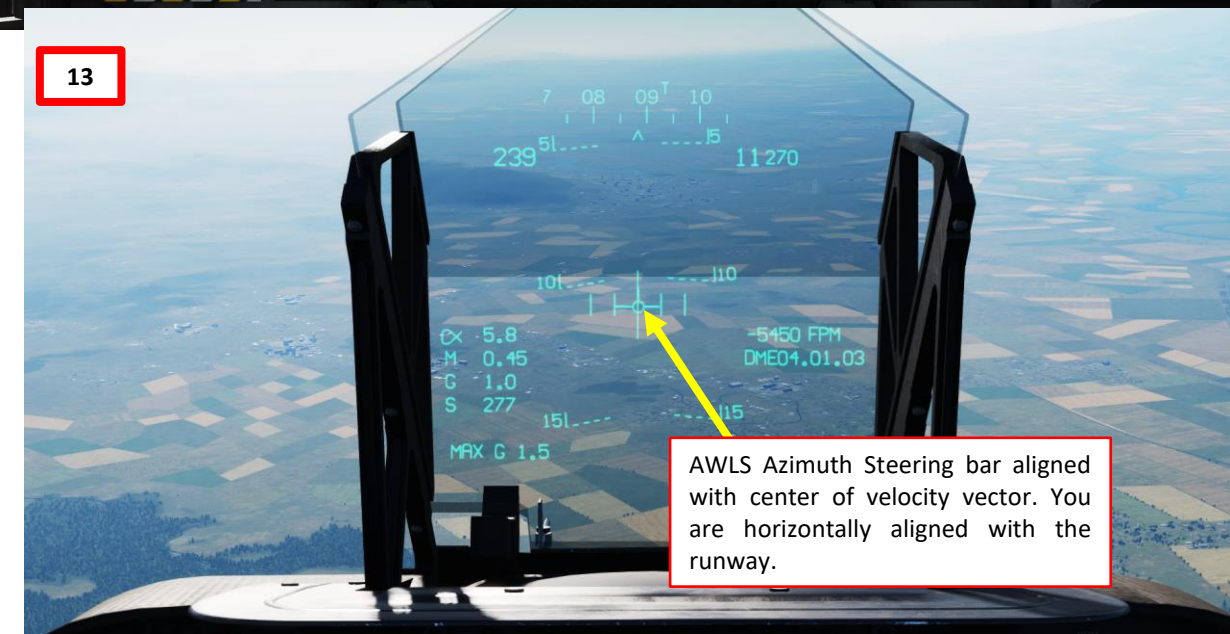 13
7 08 09 T 10
239 5 5 11270
10 10
α -5.8
M 0.45
G 1.0
S 277
-5450 FPM
DME04.01.03
15 15
MAX G 1.5
AWLS Azimuth Steering bar aligned
with center of velocity vector. You
are horizontally aligned with the
runway.